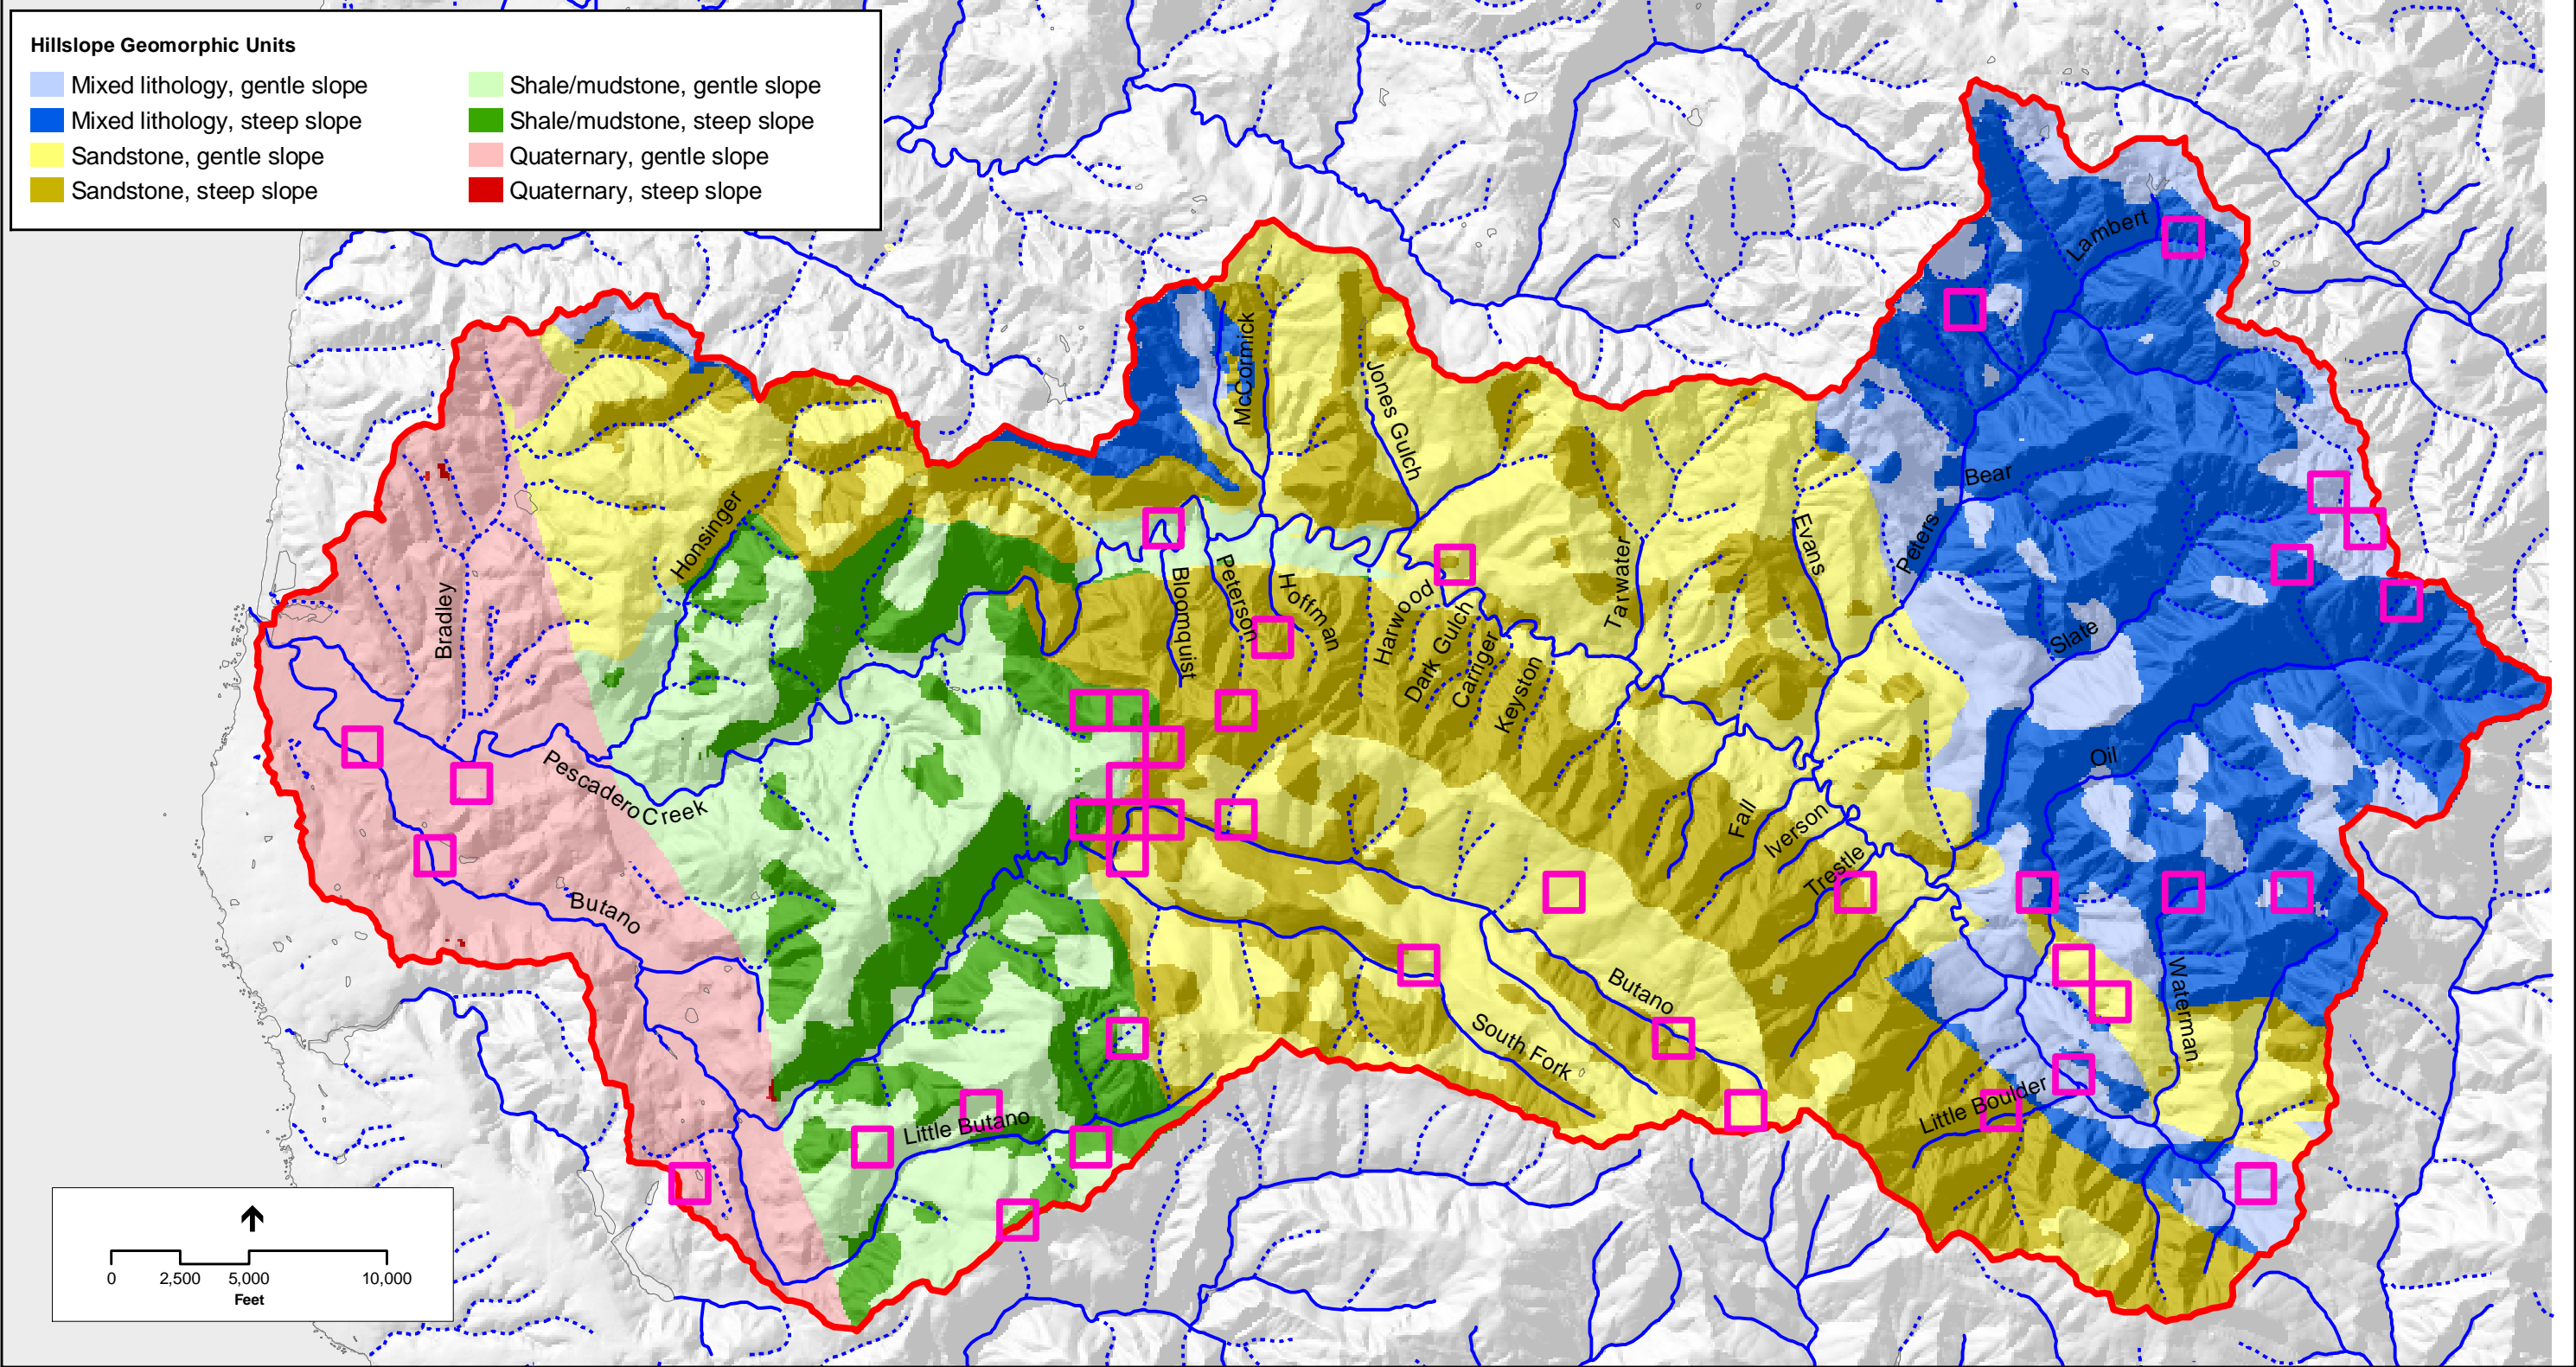 Hillslope Geomorphic Units
Mixed lithology, gentle slope
Mixed lithology, steep slope
Sandstone, gentle slope
Sandstone, steep slope
Shale/mudstone, gentle slope
Shale/mudstone, steep slope
Quaternary, gentle slope
Quaternary, steep slope
Lambert
McCormick
Jones Gulch
Bear
Peters
Honsinger
Evans
Tarwater
Bradley
Bloomquist
Peterson
Hoffman
Harwood
Dark Gulch
Carriger
Keyston
Slate
Oil
Pescadero Creek
Fall
Iverson
Trestle
Butano
Butano
South Fork
Waterman
Little Boulder
Little Butano
0 2,500 5,000 10,000
Feet